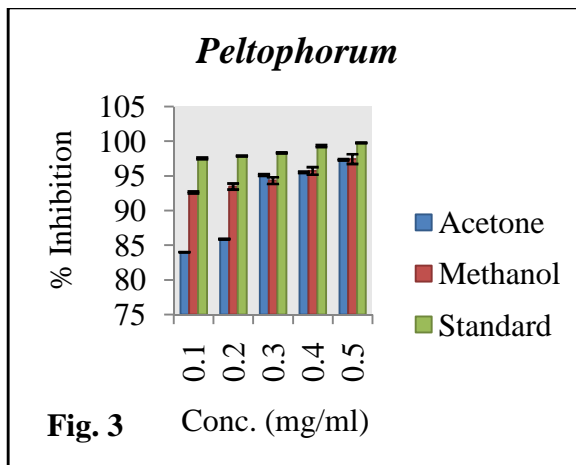 Peltophorum
105
100
95
90
85
80
75
% Inhibition
0.1
0.2
0.3
0.4
0.5
Acetone
Methanol
Standard
Fig. 3
Conc. (mg/ml)